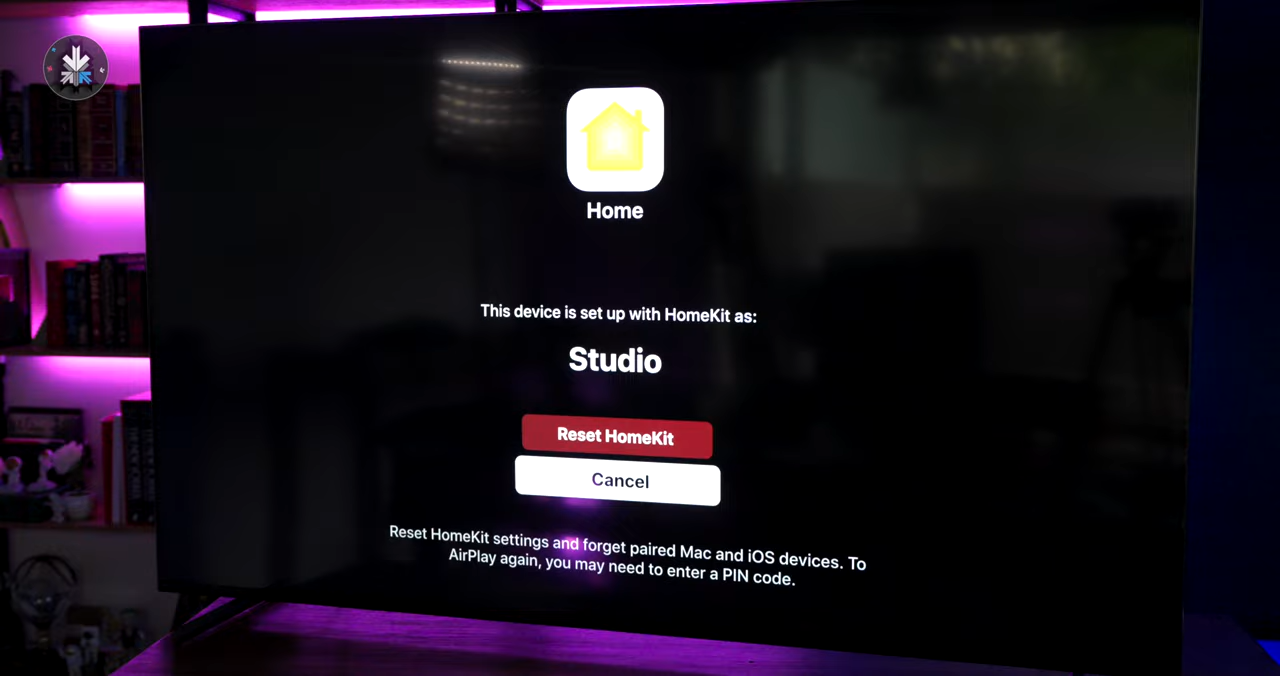 Home
This device is set up with HomeKit as:
Studio
Reset HomeKit
Cancel
Reset HomeKit settings and forget paired Mac and iOS devices. To
AirPlay again, you may need to enter a PIN code.